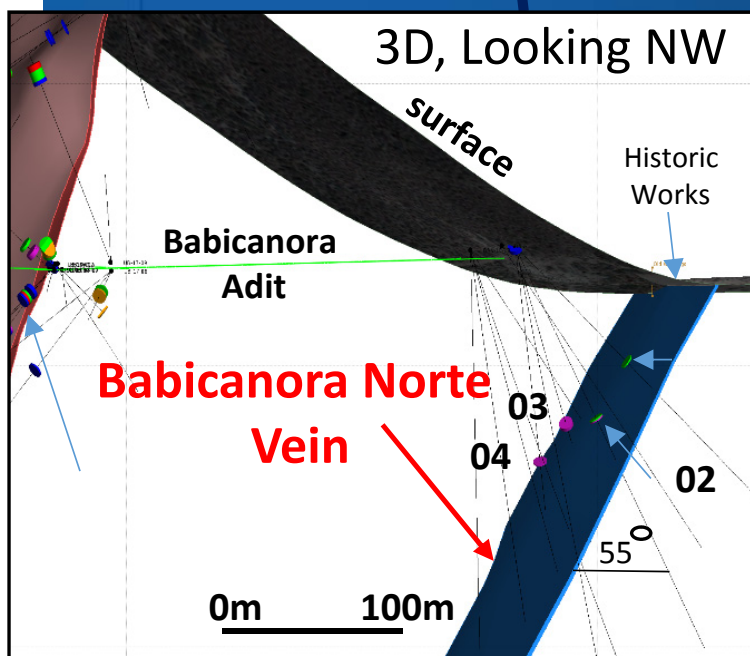 3D, Looking NW
surface
Historic
Works
Babicanora
Adit
Babicanora Norte
Vein
03
04
02
55
0m
100m